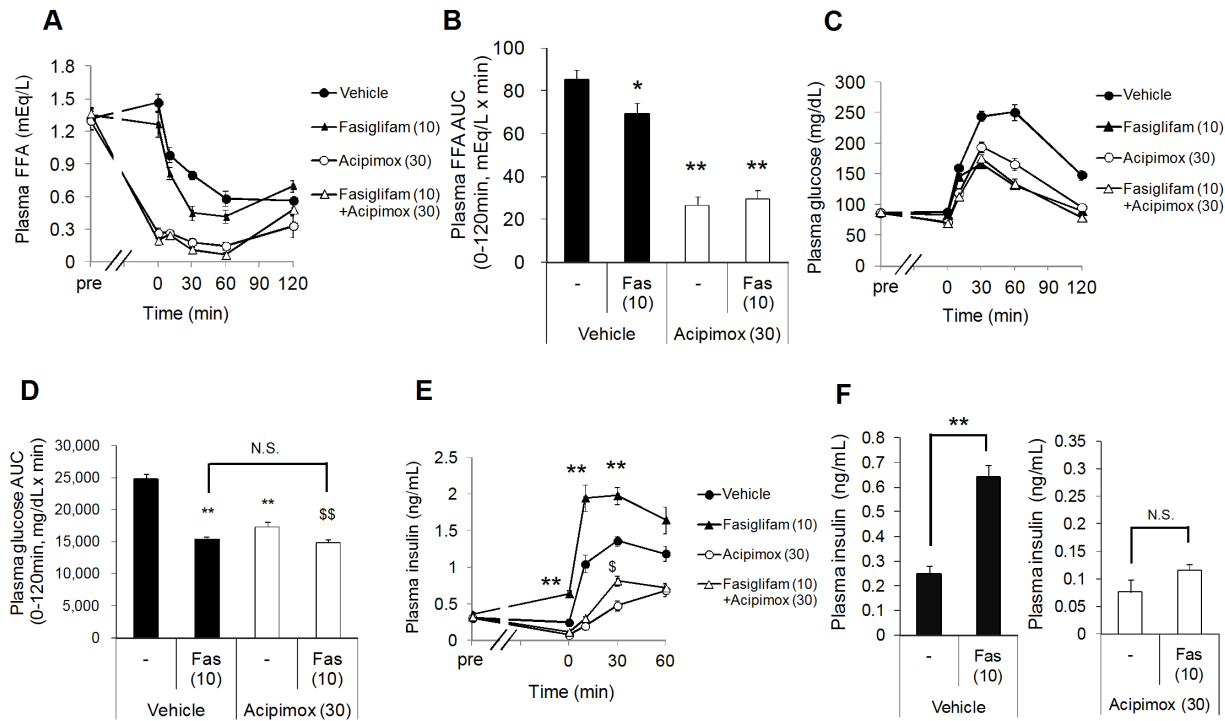 A
Plasma FFA (mEq/L)
1.8
1.5
1.2
0.9
0.6
0.3
0
pre
0
30
60
90
120
Time (min)
Vehicle
Fasiglifam (10)
Acipimox (30)
Fasiglifam (10)
+Acipimox (30)
B
Plasma FFA AUC
(0-120min, mEq/L x min)
100
80
60
40
20
0
*
**
**
-
Fas
(10)
-
Fas
(10)
Vehicle
Acipimox (30)
C
Plasma glucose (mg/dL)
300
250
200
150
100
50
0
pre
0
30
60
90
120
Time (min)
Vehicle
Fasiglifam (10)
Acipimox (30)
Fasiglifam (10)
+Acipimox (30)
D
Plasma glucose AUC
(0-120min, mg/dL x min)
30,000
25,000
20,000
15,000
10,000
5,000
0
N.S.
**
**
$$
-
Fas
(10)
-
Fas
(10)
Vehicle
Acipimox (30)
E
Plasma insulin (ng/mL)
2.5
2
1.5
1
0.5
0
**
**
**
$
pre
0
30
60
Time (min)
Vehicle
Fasiglifam (10)
Acipimox (30)
Fasiglifam (10)
+Acipimox (30)
F
Plasma insulin (ng/mL)
0.8
0.7
0.6
0.5
0.4
0.3
0.2
0.1
0
**
-
Fas
(10)
Vehicle
Plasma insulin (ng/mL)
0.35
0.3
0.25
0.2
0.15
0.1
0.05
0
N.S.
-
Fas
(10)
Acipimox (30)